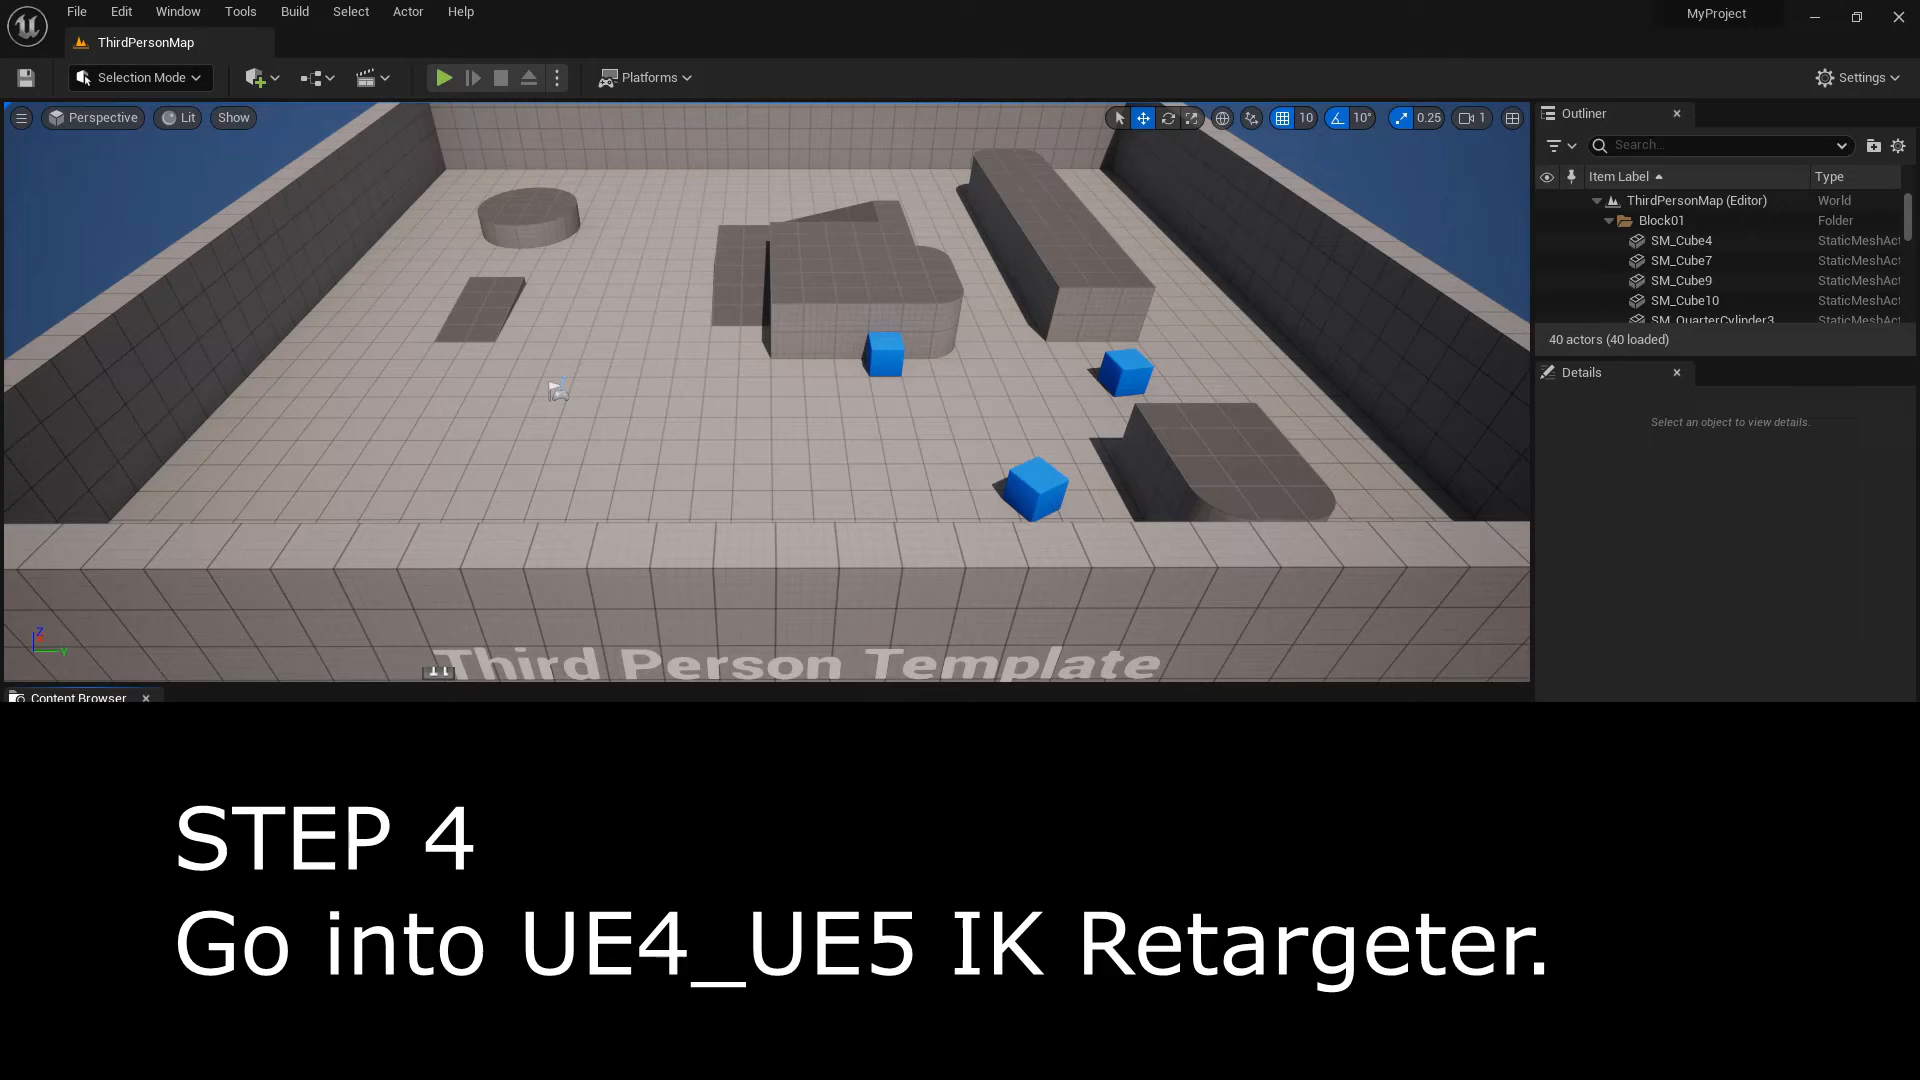 File Edit Window Tools Build Select Actor Help
MyProject
ThirdPersonMap
Selection Mode
Platforms
Settings
Perspective Lit Show
10 10° 0.25 1
Outliner
Search...
Item Label Type
ThirdPersonMap (Editor) World
Block01 Folder
SM_Cube4 StaticMeshAct
SM_Cube7 StaticMeshAct
SM_Cube9 StaticMeshAct
SM_Cube10 StaticMeshAct
SM_QuarterCylinder3 StaticMeshAct
40 actors (40 loaded)
Details
Select an object to view details.
Z
Y
Third Person Template
Content Browser
STEP 4
Go into UE4_UE5 IK Retargeter.